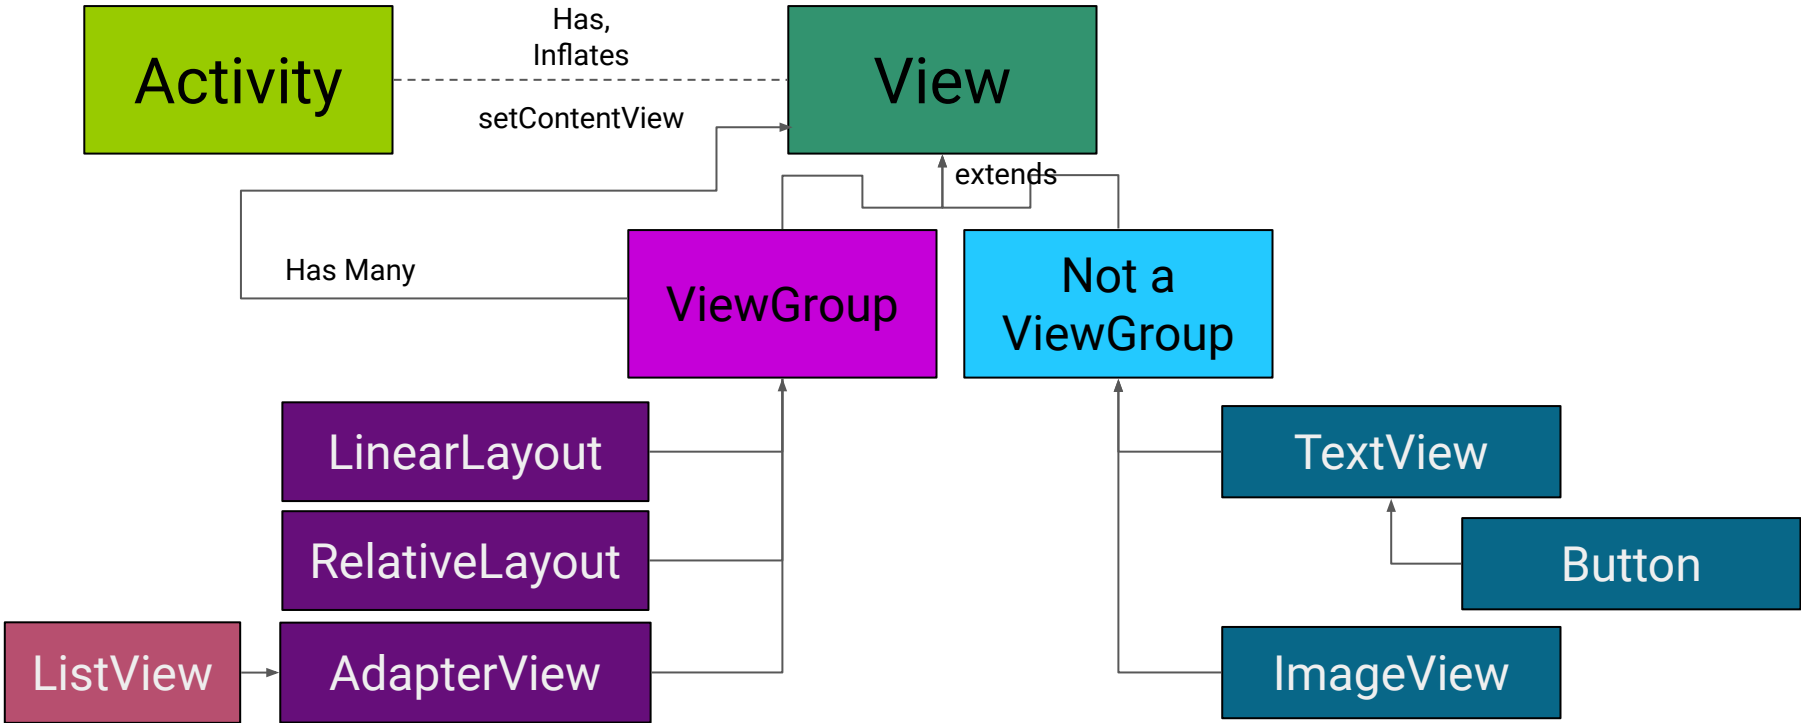 Activity
Has,
Inflates
setContentView
View
extends
Has Many
ViewGroup
Not a
ViewGroup
LinearLayout
RelativeLayout
ListView
AdapterView
TextView
Button
ImageView